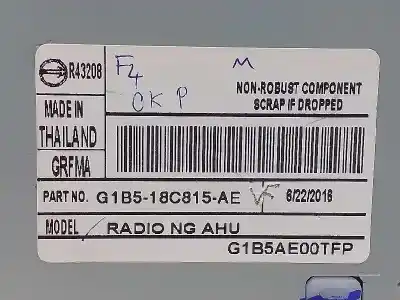 R43208
F4 M
CK P
NON-ROBUST COMPONENT
SCRAP IF DROPPED
MADE IN
THAILAND
GRFMA
PART NO. G1B5-18C815-AE 6/22/2016
MODEL RADIO NG AHU
G1B5AE00TFP